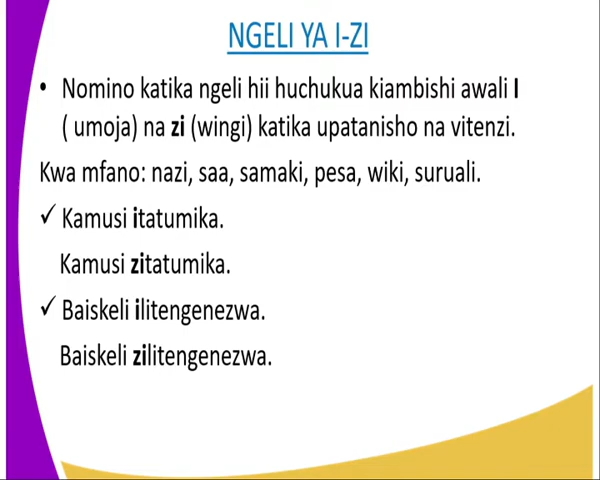 NGELI YA I-ZI
• Nomino katika ngeli hii huchukua kiambishi awali I
( umoja) na zi (wingi) katika upatanisho na vitenzi.
Kwa mfano: nazi, saa, samaki, pesa, wiki, suruali.
✓ Kamusi itatumika.
Kamusi zitatumika.
✓ Baiskeli ilitengenezwa.
Baiskeli zilitengenezwa.